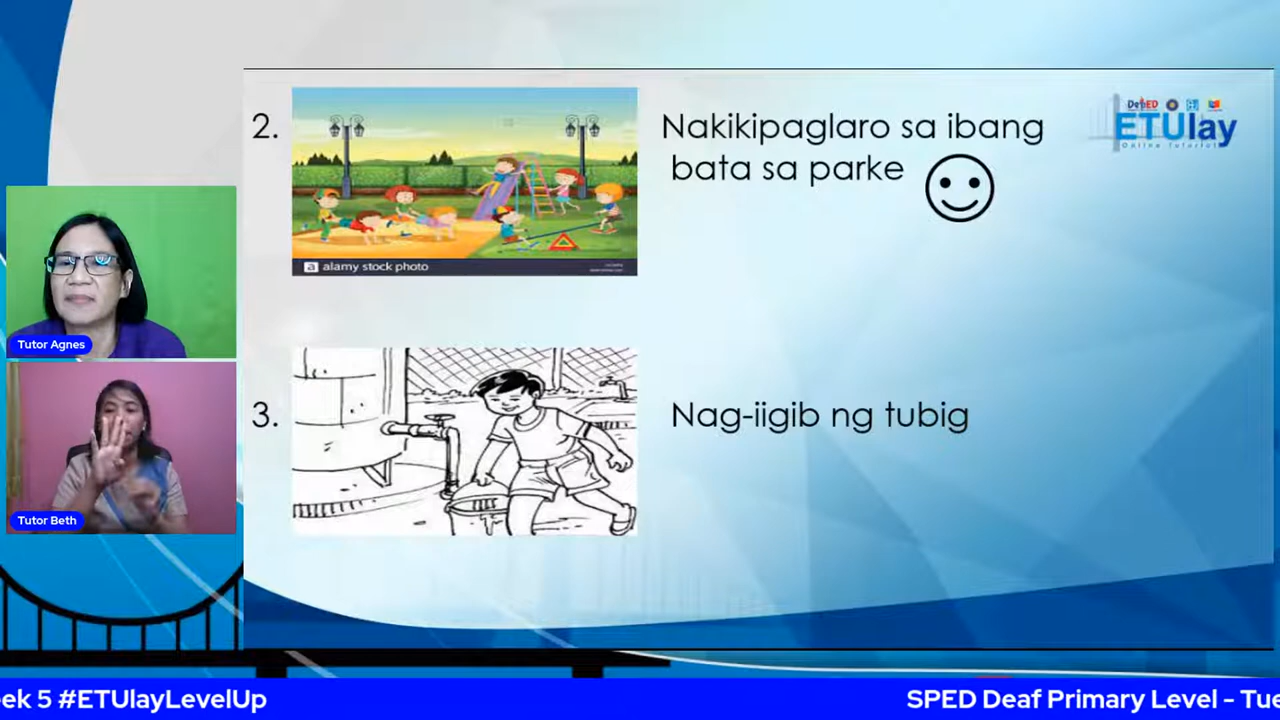 2.
Nakikipaglaro sa ibang
bata sa parke
a alamy stock photo
3.
Nag-iigib ng tubig
DepED
ETUlay
Online Tutorial
Tutor Agnes
Tutor Beth
eek 5 #ETUlayLevelUp
SPED Deaf Primary Level - Tue